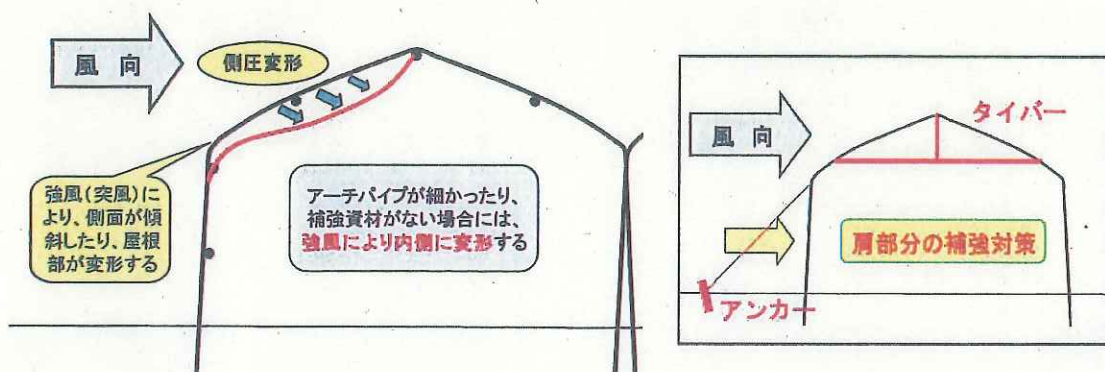 風 向
側圧変形
強風(突風)に
より、側面が傾
斜したり、屋根
部が変形する
アーチパイプが細かったり、
補強資材がない場合には、
強風により内側に変形する
風 向
タイバー
肩部分の補強対策
アンカー